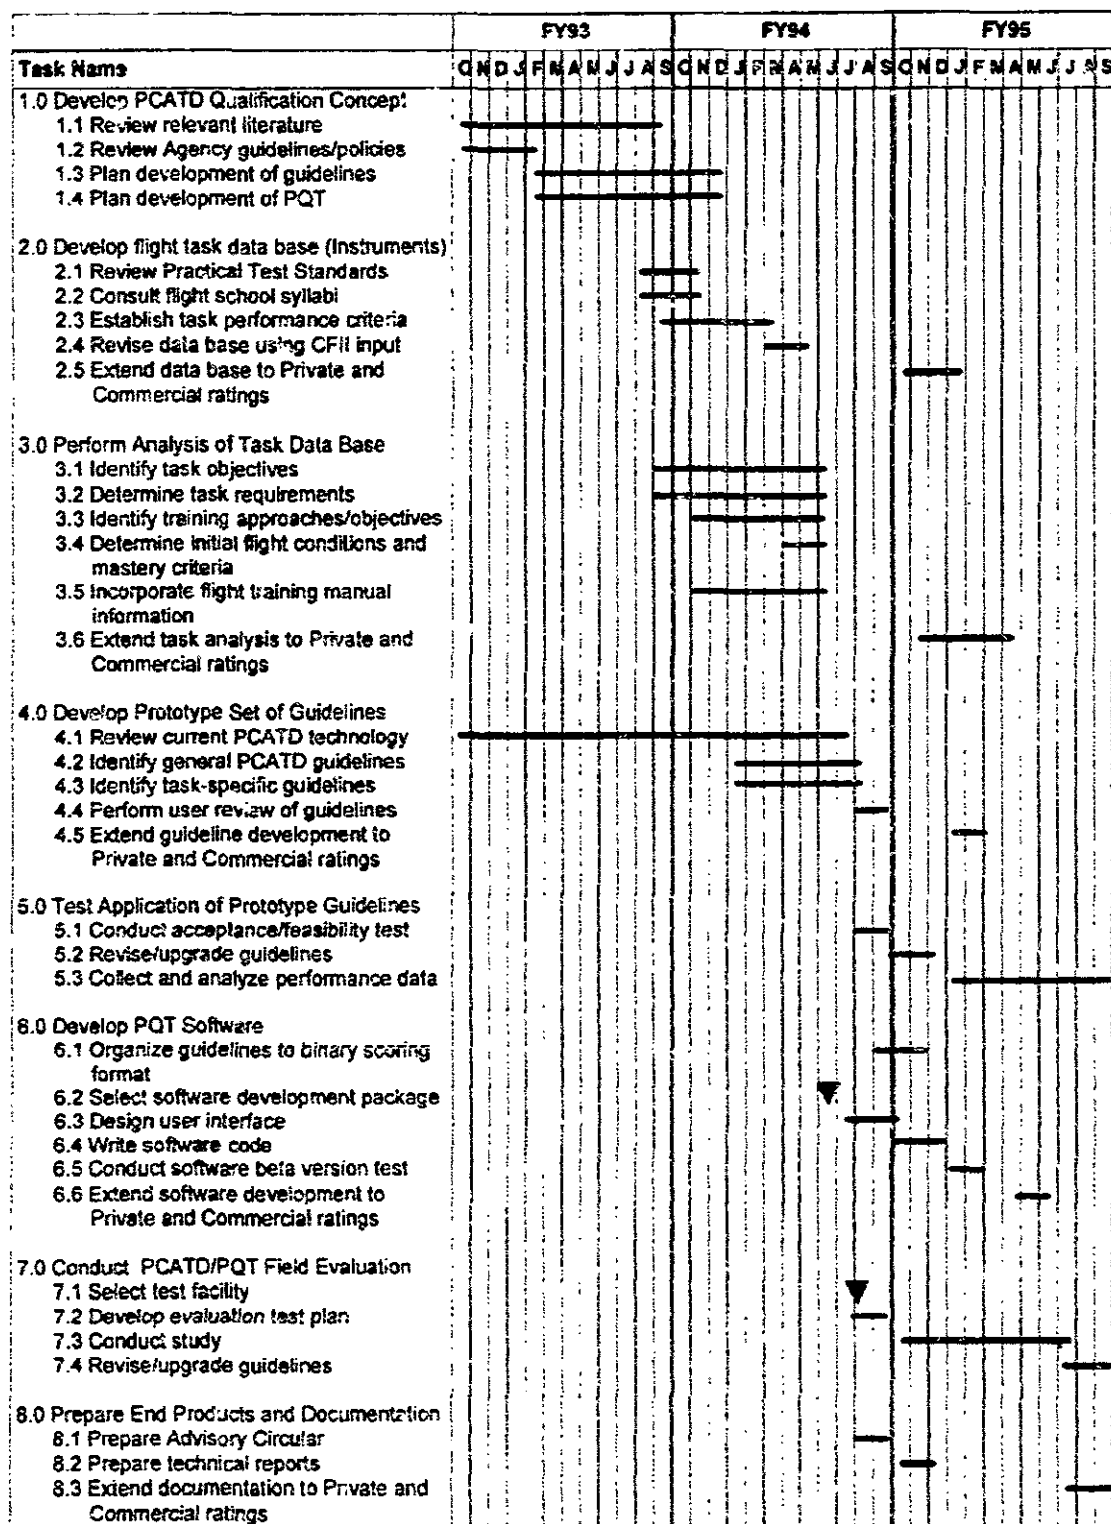 FY93 FY94 FY95
Task Name O N D J F M A M J J A S O N D J F M A M J J A S O N D J F M A M J J A S
1.0 Develop PCATD Qualification Concept
1.1 Review relevant literature
1.2 Review Agency guidelines/policies
1.3 Plan development of guidelines
1.4 Plan development of PQT
2.0 Develop flight task data base (Instruments)
2.1 Review Practical Test Standards
2.2 Consult flight school syllabi
2.3 Establish task performance criteria
2.4 Revise data base using CFII input
2.5 Extend data base to Private and
Commercial ratings
3.0 Perform Analysis of Task Data Base
3.1 Identify task objectives
3.2 Determine task requirements
3.3 Identify training approaches/objectives
3.4 Determine initial flight conditions and
mastery criteria
3.5 Incorporate flight training manual
information
3.6 Extend task analysis to Private and
Commercial ratings
4.0 Develop Prototype Set of Guidelines
4.1 Review current PCATD technology
4.2 Identify general PCATD guidelines
4.3 Identify task-specific guidelines
4.4 Perform user review of guidelines
4.5 Extend guideline development to
Private and Commercial ratings
5.0 Test Application of Prototype Guidelines
5.1 Conduct acceptance/feasibility test
5.2 Revise/upgrade guidelines
5.3 Collect and analyze performance data
6.0 Develop PQT Software
6.1 Organize guidelines to binary scoring
format
6.2 Select software development package
6.3 Design user interface
6.4 Write software code
6.5 Conduct software beta version test
6.6 Extend software development to
Private and Commercial ratings
7.0 Conduct PCATD/PQT Field Evaluation
7.1 Select test facility
7.2 Develop evaluation test plan
7.3 Conduct study
7.4 Revise/upgrade guidelines
8.0 Prepare End Products and Documentation
8.1 Prepare Advisory Circular
8.2 Prepare technical reports
8.3 Extend documentation to Private and
Commercial ratings